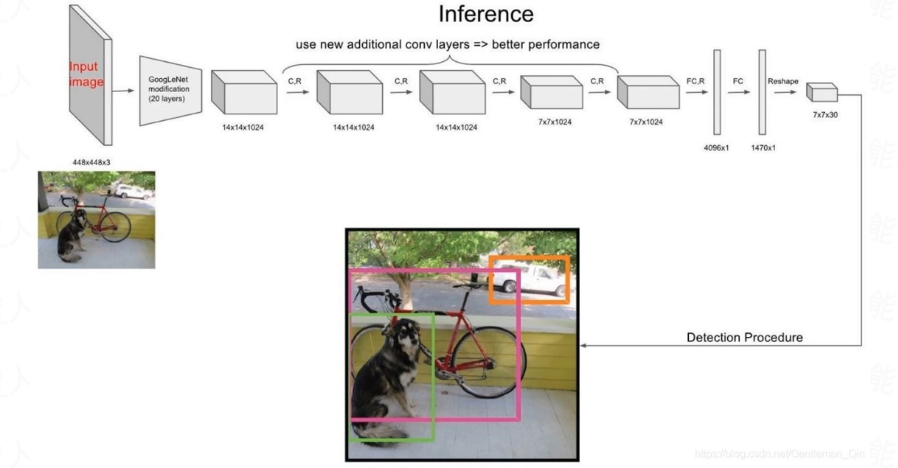 Inference
use new additional conv layers => better performance
Input
image
GoogLeNet
modification
(20 layers)
C,R
C,R
C,R
C,R
FC,R
FC
Reshape
14x14x1024
14x14x1024
14x14x1024
7x7x1024
7x7x1024
7x7x30
4096x1
1470x1
448x448x3
Detection Procedure
https://blog.csdn.net/Gentleman_Qin